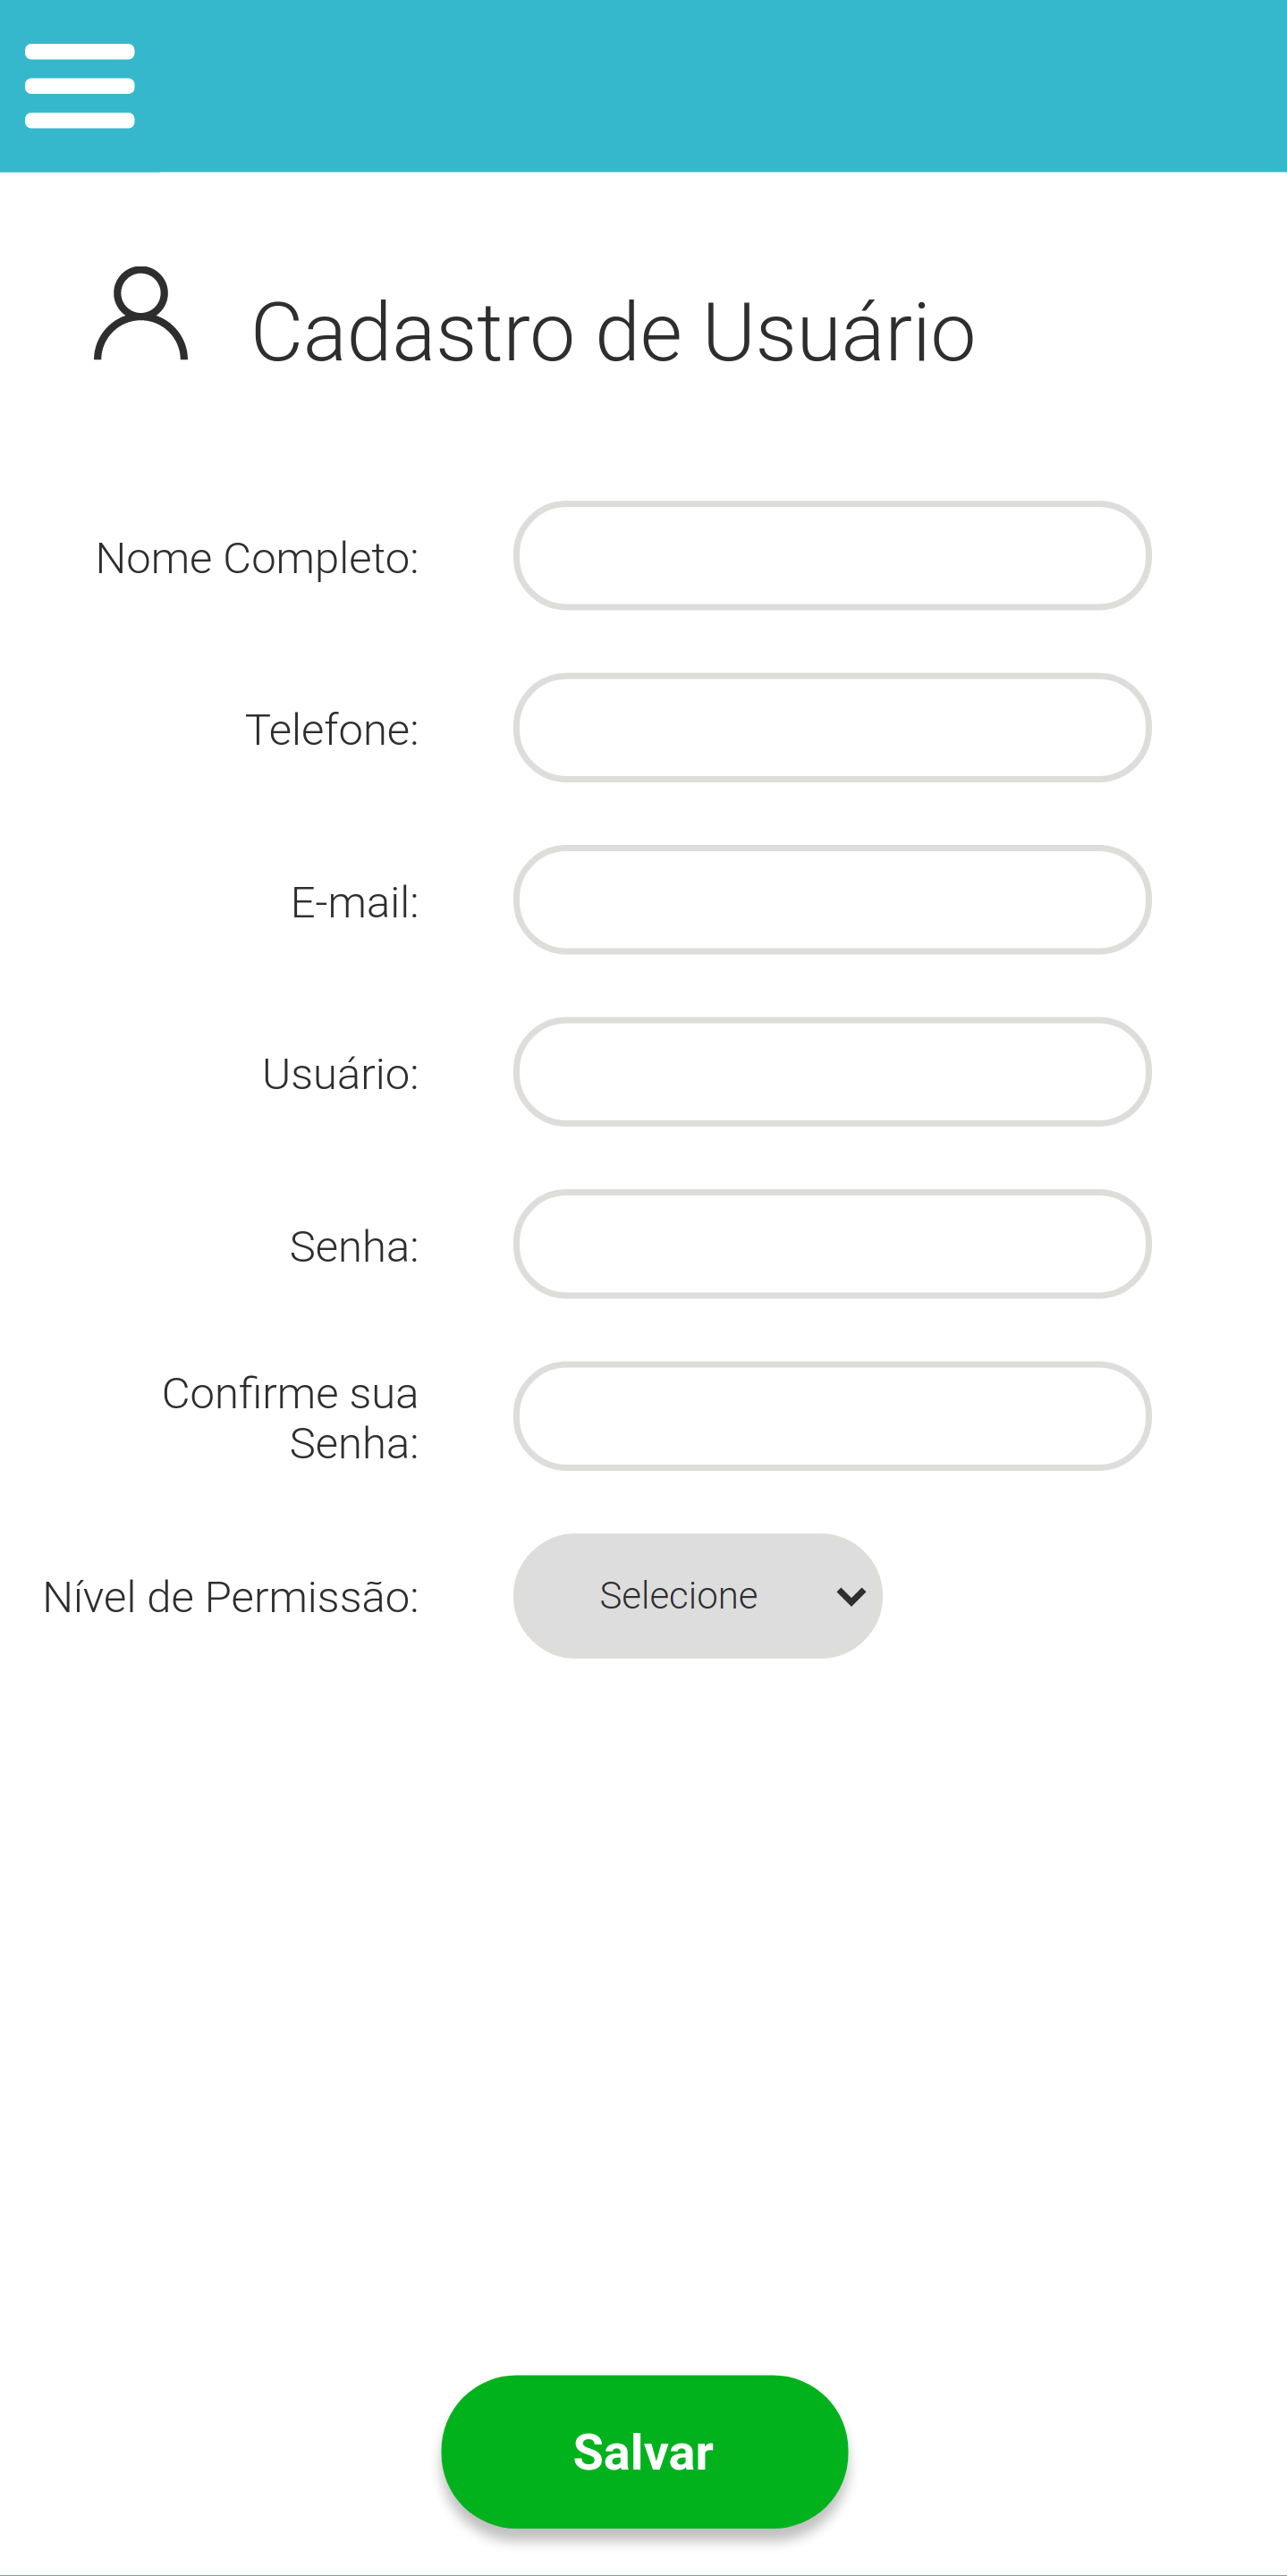 Cadastro de Usuário
Nome Completo:
Telefone:
E-mail:
Usuário:
Senha:
Confirme sua
Senha:
Nível de Permissão:
Selecione
Salvar